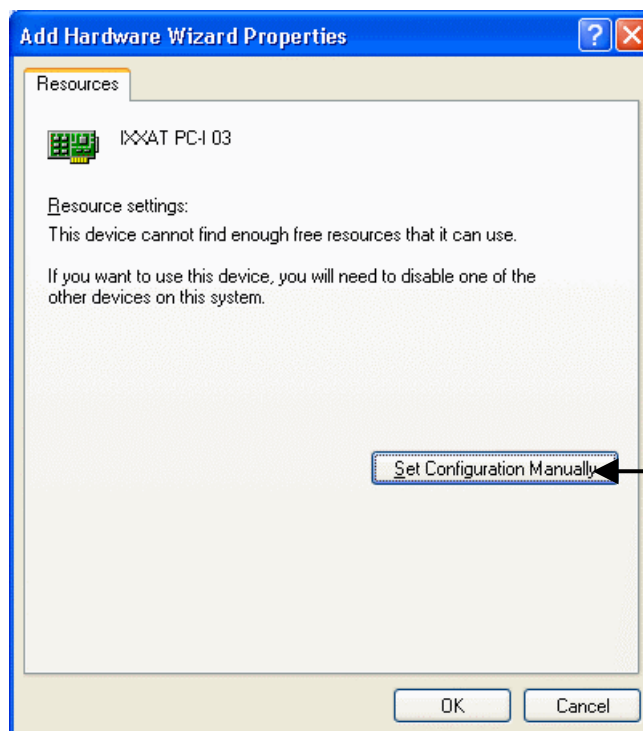 Add Hardware Wizard Properties
?
Resources
IXXAT PC-I 03
Resource settings:
This device cannot find enough free resources that it can use.
If you want to use this device, you will need to disable one of the
other devices on this system.
Set Configuration Manually
OK
Cancel